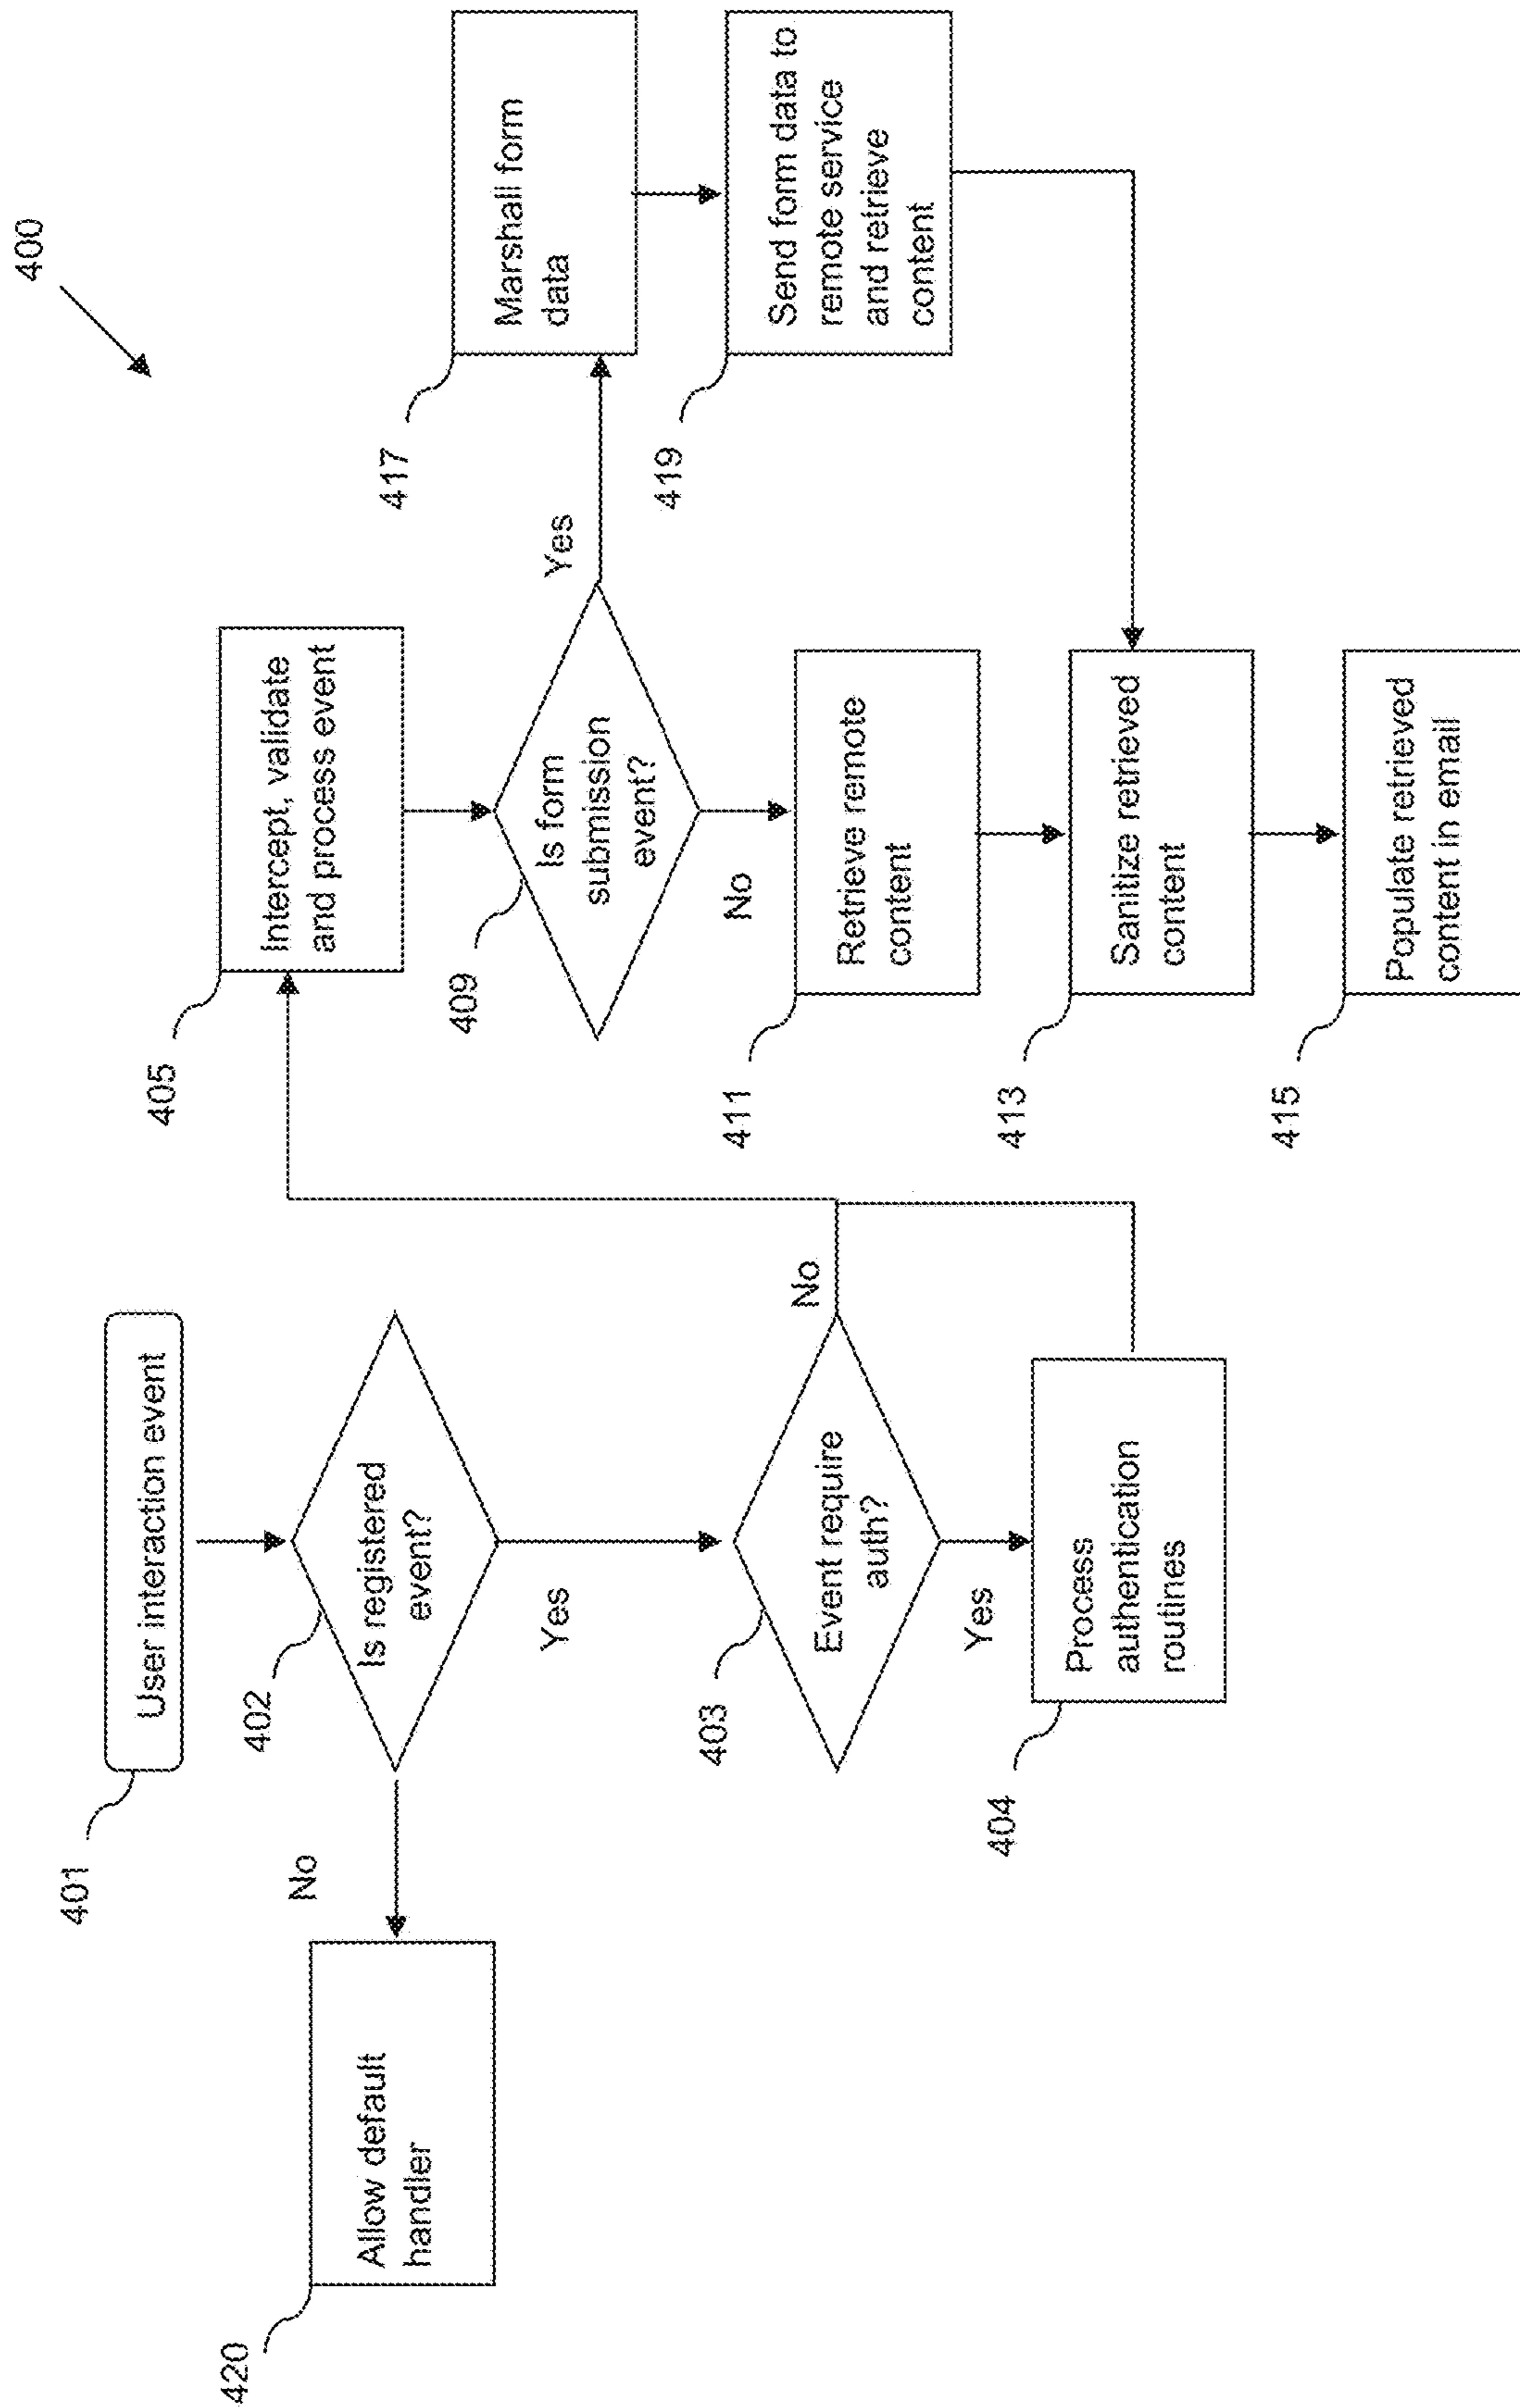 400
401
User interaction event
402
Is registered
event?
No
Yes
420
Allow default
handler
403
Event require
auth?
No
Yes
404
Process
authentication
routines
405
Intercept, validate
and process event
409
Is form
submission
event?
Yes
No
411
Retrieve remote
content
413
Sanitize retrieved
content
415
Populate retrieved
content in email
417
Marshall form
data
419
Send form data to
remote service
and retrieve
content